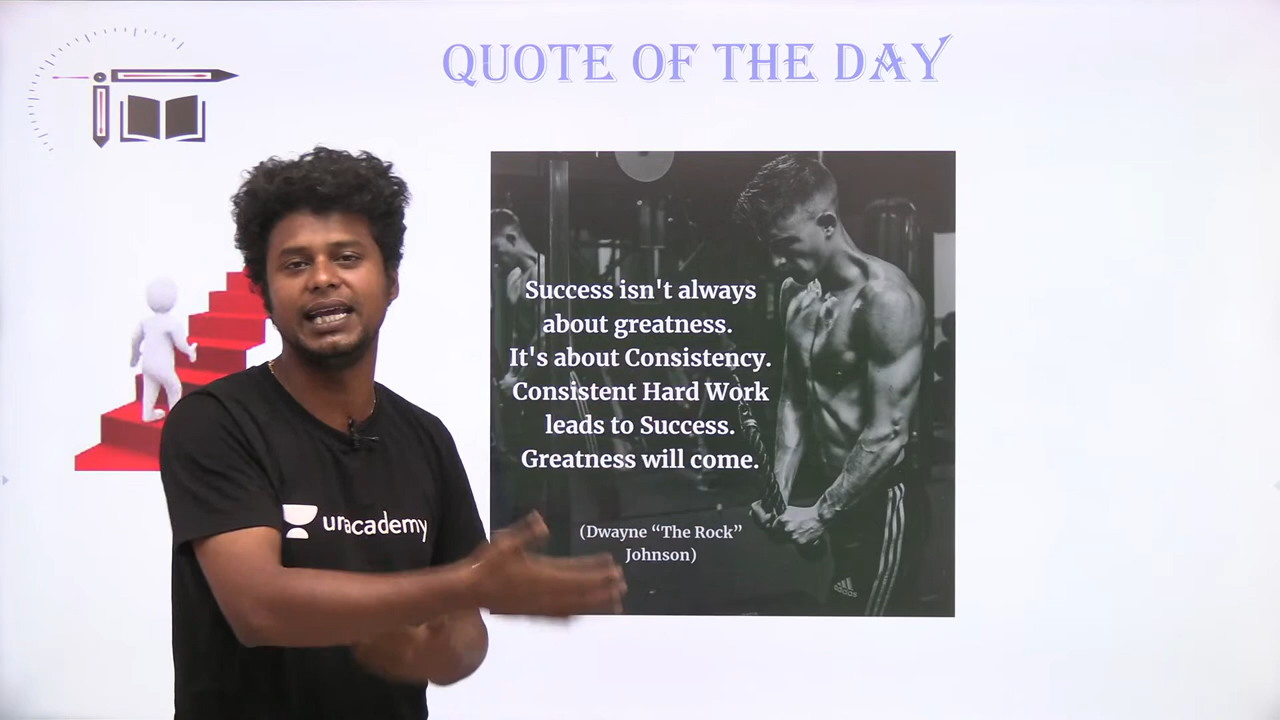 QUOTE OF THE DAY
Success isn't always
about greatness.
It's about Consistency.
Consistent Hard Work
leads to Success.
Greatness will come.
(Dwayne “The Rock”
Johnson)
adidas
unacademy